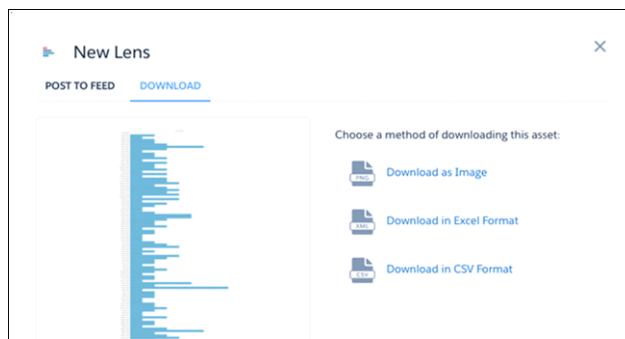 New Lens
POST TO FEED DOWNLOAD
Choose a method of downloading this asset:
PNG
Download as Image
XML
Download in Excel Format
CSV
Download in CSV Format